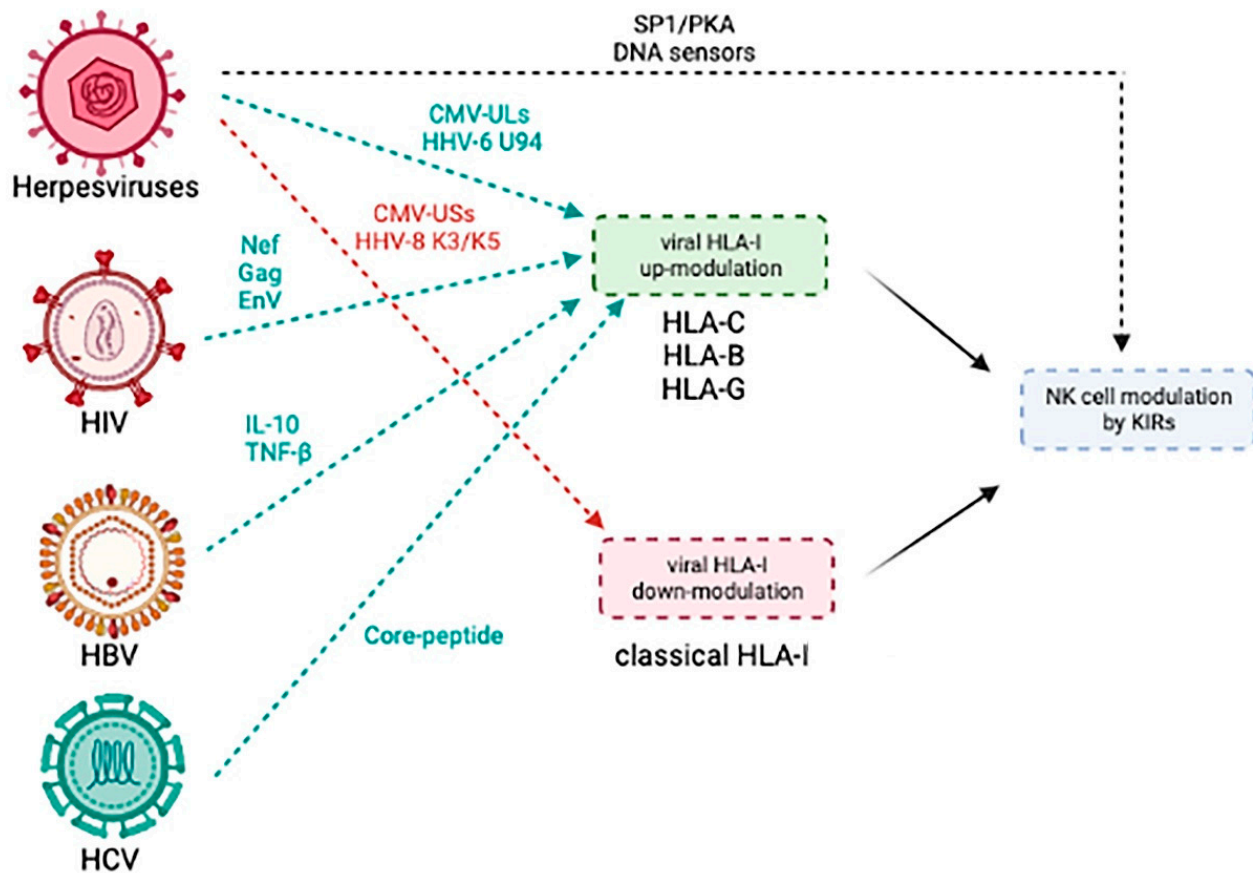 SP1/PKA
DNA sensors
CMV-ULs
HHV-6 U94
Herpesviruses
CMV-USs
HHV-8 K3/K5
viral HLA-I
up-modulation
Nef
Gag
EnV
HLA-C
HLA-B
HLA-G
NK cell modulation
by KIRs
HIV
IL-10
TNF-β
viral HLA-I
down-modulation
Core-peptide
classical HLA-I
HBV
HCV